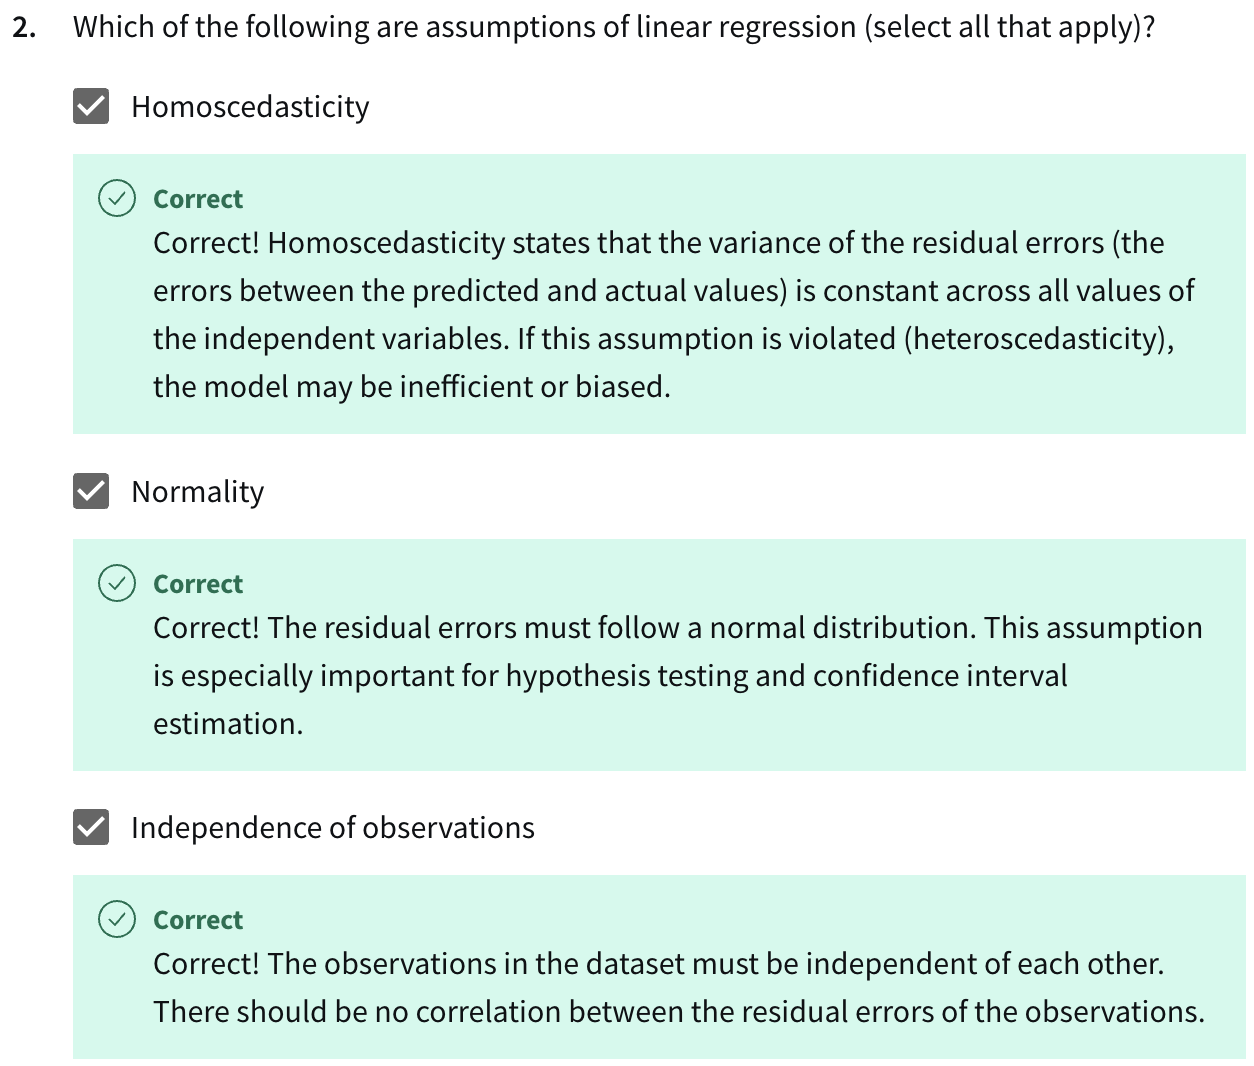 2. Which of the following are assumptions of linear regression (select all that apply)?
Homoscedasticity
Correct
Correct! Homoscedasticity states that the variance of the residual errors (the
errors between the predicted and actual values) is constant across all values of
the independent variables. If this assumption is violated (heteroscedasticity),
the model may be inefficient or biased.
Normality
Correct
Correct! The residual errors must follow a normal distribution. This assumption
is especially important for hypothesis testing and confidence interval
estimation.
Independence of observations
Correct
Correct! The observations in the dataset must be independent of each other.
There should be no correlation between the residual errors of the observations.